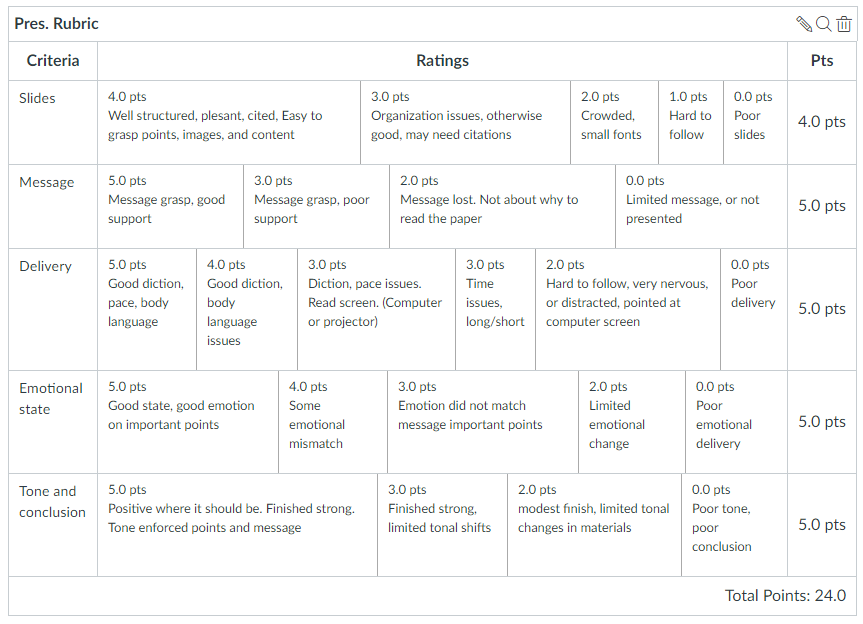 Pres. Rubric
Criteria
Ratings
Pts
Slides
4.0 pts
Well structured, plesant, cited, Easy to
grasp points, images, and content
3.0 pts
Organization issues, otherwise
good, may need citations
2.0 pts
Crowded,
small fonts
1.0 pts
Hard to
follow
0.0 pts
Poor
slides
4.0 pts
Message
5.0 pts
Message grasp, good
support
3.0 pts
Message grasp, poor
support
2.0 pts
Message lost. Not about why to
read the paper
0.0 pts
Limited message, or not
presented
5.0 pts
Delivery
5.0 pts
Good diction,
pace, body
language
4.0 pts
Good diction,
body
language
issues
3.0 pts
Diction, pace issues.
Read screen. (Computer
or projector)
3.0 pts
Time
issues,
long/short
2.0 pts
Hard to follow, very nervous,
or distracted, pointed at
computer screen
0.0 pts
Poor
delivery
5.0 pts
Emotional
state
5.0 pts
Good state, good emotion
on important points
4.0 pts
Some
emotional
mismatch
3.0 pts
Emotion did not match
message important points
2.0 pts
Limited
emotional
change
0.0 pts
Poor
emotional
delivery
5.0 pts
Tone and
conclusion
5.0 pts
Positive where it should be. Finished strong.
Tone enforced points and message
3.0 pts
Finished strong,
limited tonal shifts
2.0 pts
modest finish, limited tonal
changes in materials
0.0 pts
Poor tone,
poor
conclusion
5.0 pts
Total Points: 24.0